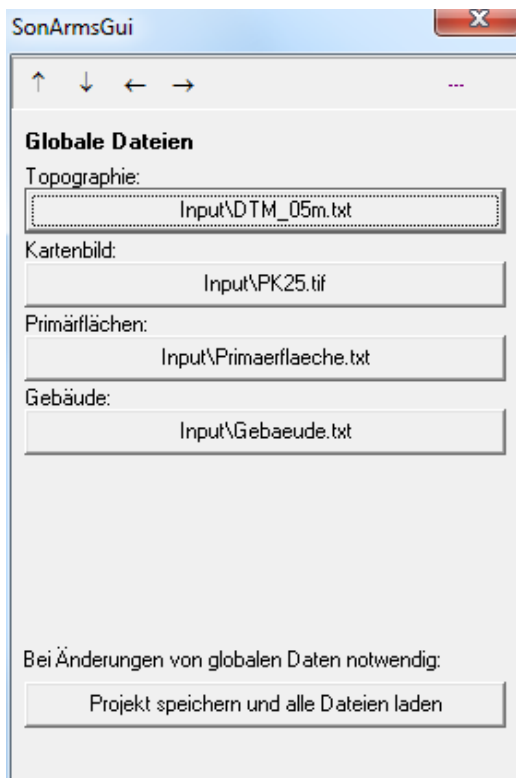 SonArmsGui
x
↑ ↓ ← → ---
Globale Dateien
Topographie:
Input\DTM_05m.txt
Kartenbild:
Input\PK25.tif
Primärflächen:
Input\Primaerflaeche.txt
Gebäude:
Input\Gebaeude.txt
Bei Änderungen von globalen Daten notwendig:
Projekt speichern und alle Dateien laden